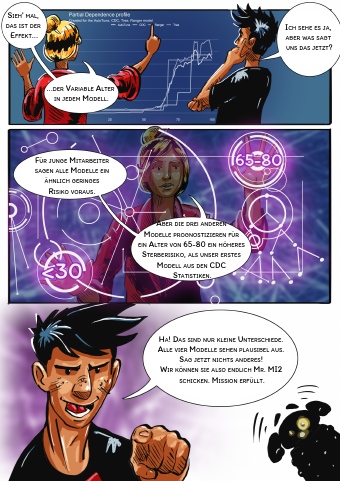 Sieh' mal,
das ist der
Effekt...
Partial Dependence profile
Ich sehe es ja,
aber was sagt
uns das jetzt?
...der Variable Alter
in jedem Modell.
Für junge Mitarbeiter
sagen alle Modelle ein
ähnlich geringes
Risiko voraus.
65-80
Aber die drei anderen
Modelle prognostizieren für
ein Alter von 65-80 ein höheres
Sterberisiko, als unser erstes
Modell aus den CDC
Statistiken.
≤30
Ha! Das sind nur kleine Unterschiede.
Alle vier Modelle sehen plausibel aus.
Sag jetzt nichts anderes!
Wir können sie also endlich Mr. MI2
schicken. Mission erfüllt.